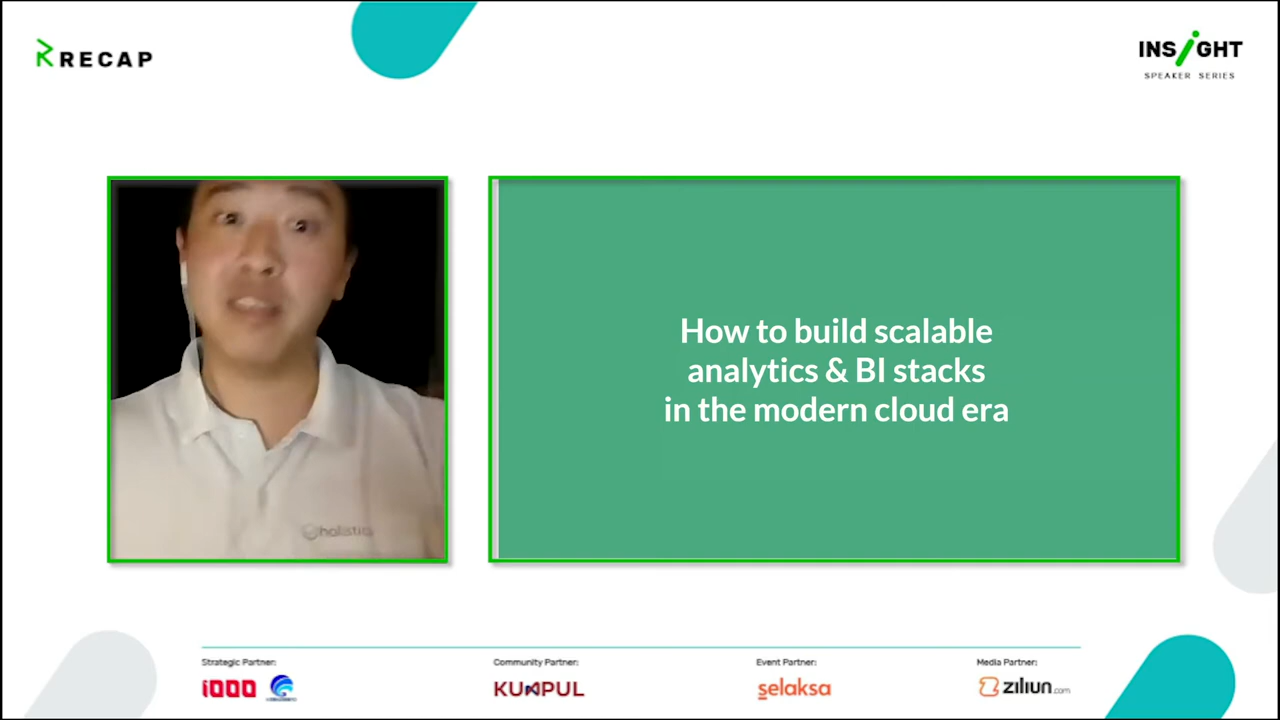 RECAP
INSIGHT
SPEAKER SERIES
How to build scalable
analytics & BI stacks
in the modern cloud era
holistics
Strategic Partner:
Community Partner:
Event Partner:
Media Partner:
1000
KUMPUL
selaksa
ziliun.com